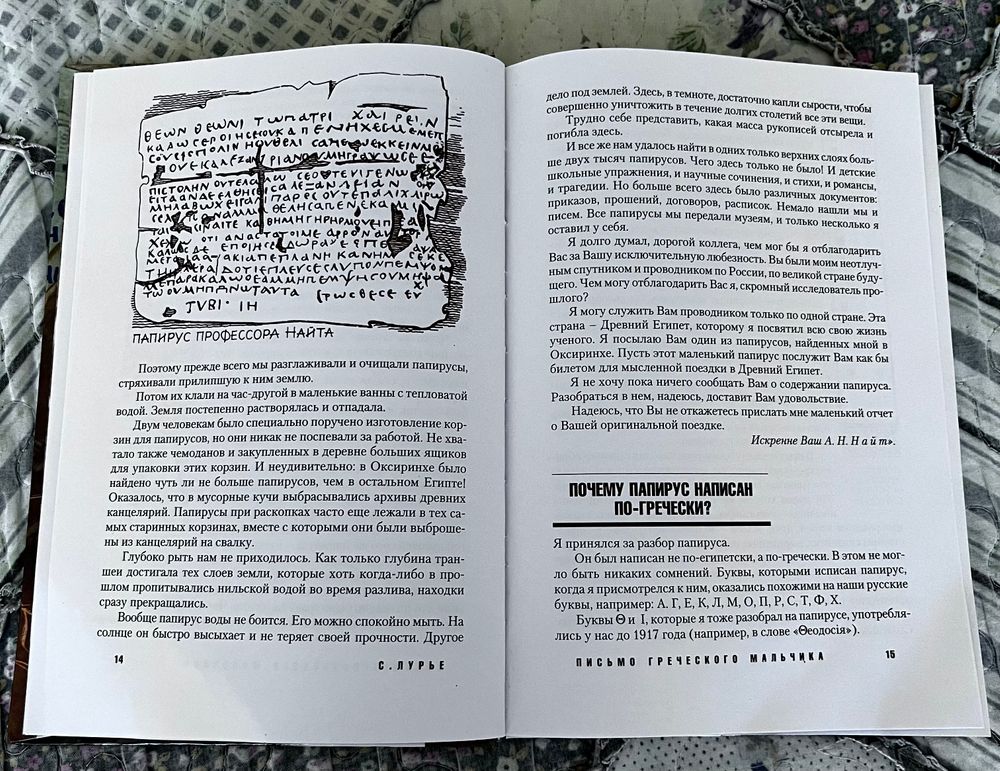 ΘΕΩΝ ΘΕΩΝΙ ΤΩΠΑΤΡΙ ΧΑΙΡΕΙΝ
ΤΥΒΙ · ΙΗ
ПАПИРУС ПРОФЕССОРА НАЙТА
Поэтому прежде всего мы разглаживали и очищали папирусы,
стряхивали прилипшую к ним землю.
Потом их клали на час-другой в маленькие ванны с тепловатой
водой. Земля постепенно растворялась и отпадала.
Двум человекам было специально поручено изготовление кор-
зин для папирусов, но они никак не поспевали за работой. Не хва-
тало также чемоданов и закупленных в деревне больших ящиков
для упаковки этих корзин. И неудивительно: в Оксиринхе было
найдено чуть ли не больше папирусов, чем в остальном Египте!
Оказалось, что в мусорные кучи выбрасывались архивы древних
канцелярий. Папирусы при раскопках часто еще лежали в тех са-
мых старинных корзинах, вместе с которыми они были выброше-
ны из канцелярий на свалку.
Глубоко рыть нам не приходилось. Как только глубина тран-
шеи достигала тех слоев земли, которые хоть когда-либо в про-
шлом пропитывались нильской водой во время разлива, находки
сразу прекращались.
Вообще папирус воды не боится. Его можно спокойно мыть. На
солнце он быстро высыхает и не теряет своей прочности. Другое
14
С. ЛУРЬЕ
дело под землей. Здесь, в темноте, достаточно капли сырости, чтобы
совершенно уничтожить в течение долгих столетий все эти вещи.
Трудно себе представить, какая масса рукописей отсырела и
погибла здесь.
И все же нам удалось найти в одних только верхних слоях боль-
ше двух тысяч папирусов. Чего здесь только не было! И детские
школьные упражнения, и научные сочинения, и стихи, и романсы,
и трагедии. Но больше всего здесь было различных документов:
приказов, прошений, договоров, расписок. Немало нашли мы и
писем. Все папирусы мы передали музеям, и только несколько я
оставил у себя.
Я долго думал, дорогой коллега, чем мог бы я отблагодарить
Вас за Вашу исключительную любезность. Вы были моим неотлуч-
ным спутником и проводником по России, по великой стране буду-
щего. Чем могу отблагодарить Вас я, скромный исследователь про-
шлого?
Я могу служить Вам проводником только по одной стране. Эта
страна – Древний Египет, которому я посвятил всю свою жизнь
ученого. Я посылаю Вам один из папирусов, найденных мной в
Оксиринхе. Пусть этот маленький папирус послужит Вам как бы
билетом для мысленной поездки в Древний Египет.
Я не хочу пока ничего сообщать Вам о содержании папируса.
Разобраться в нем, надеюсь, доставит Вам удовольствие.
Надеюсь, что Вы не откажетесь прислать мне маленький отчет
о Вашей оригинальной поездке.
Искренне Ваш А. Н. Найт».
ПОЧЕМУ ПАПИРУС НАПИСАН
ПО-ГРЕЧЕСКИ?
Я принялся за разбор папируса.
Он был написан не по-египетски, а по-гречески. В этом не мог-
ло быть никаких сомнений. Буквы, которыми исписан папирус,
когда я присмотрелся к ним, оказались похожими на наши русские
буквы, например: А, Г, Е, К, Л, М, О, П, Р, С, Т, Ф, Х.
Буквы Ѳ и І, которые я тоже разобрал на папирусе, употребля-
лись у нас до 1917 года (например, в слове «Ѳеодосія»).
ПИСЬМО ГРЕЧЕСКОГО МАЛЬЧИКА
15